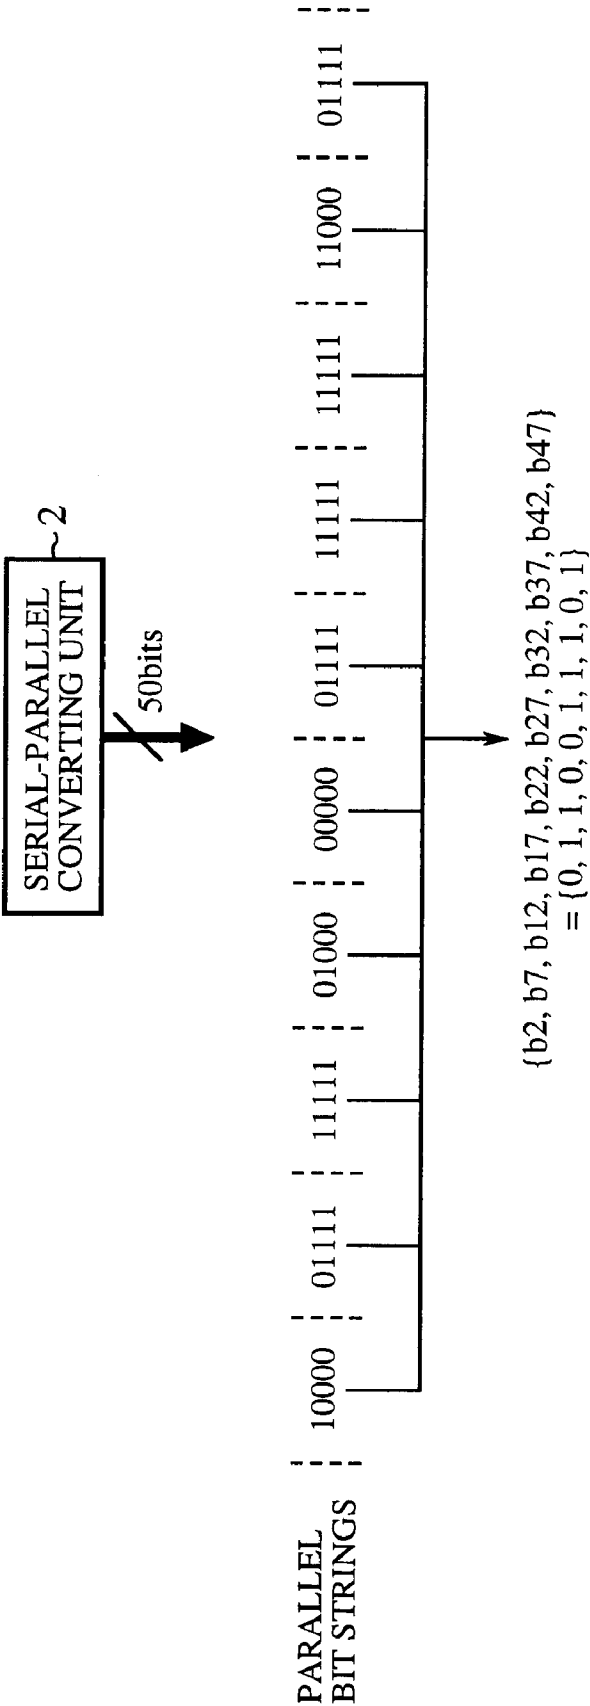 SERIAL-PARALLEL
CONVERTING UNIT
2
50bits
PARALLEL
BIT STRINGS
10000 01111 11111 01000 00000 01111 11111 11111 11000 01111
{b2, b7, b12, b17, b22, b27, b32, b37, b42, b47}
= {0, 1, 1, 0, 0, 1, 1, 1, 0, 1}